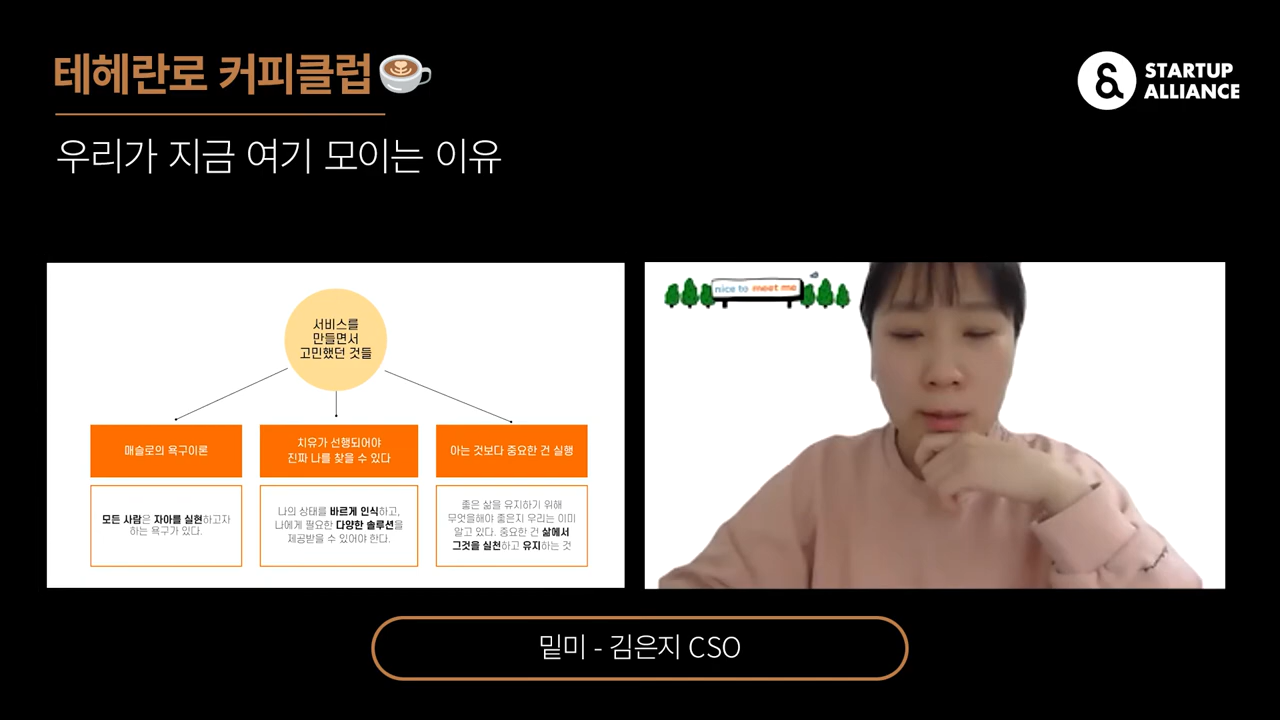 테헤란로 커피클럽
STARTUP
ALLIANCE
우리가 지금 여기 모이는 이유
서비스를
만들면서
고민했던 것들
매슬로의 욕구이론
치유가 선행되어야
진짜 나를 찾을 수 있다
아는 것보다 중요한 건 실행
모든 사람은 자아를 실현하고자
하는 욕구가 있다.
나의 상태를 바르게 인식하고,
나에게 필요한 다양한 솔루션을
제공받을 수 있어야 한다.
좋은 삶을 유지하기 위해
무엇을해야 좋은지 우리는 이미
알고 있다. 중요한 건 삶에서
그것을 실천하고 유지하는 것
nice to meet me
밑미 - 김은지 CSO